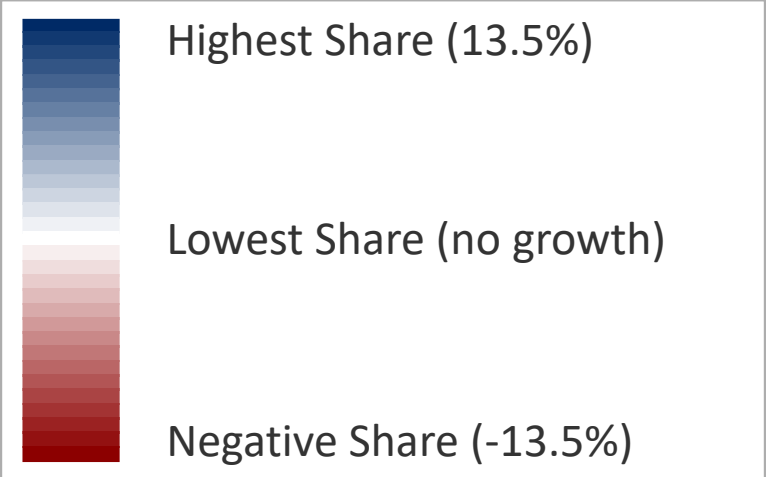 Highest Share (13.5%)
Lowest Share (no growth)
Negative Share (-13.5%)